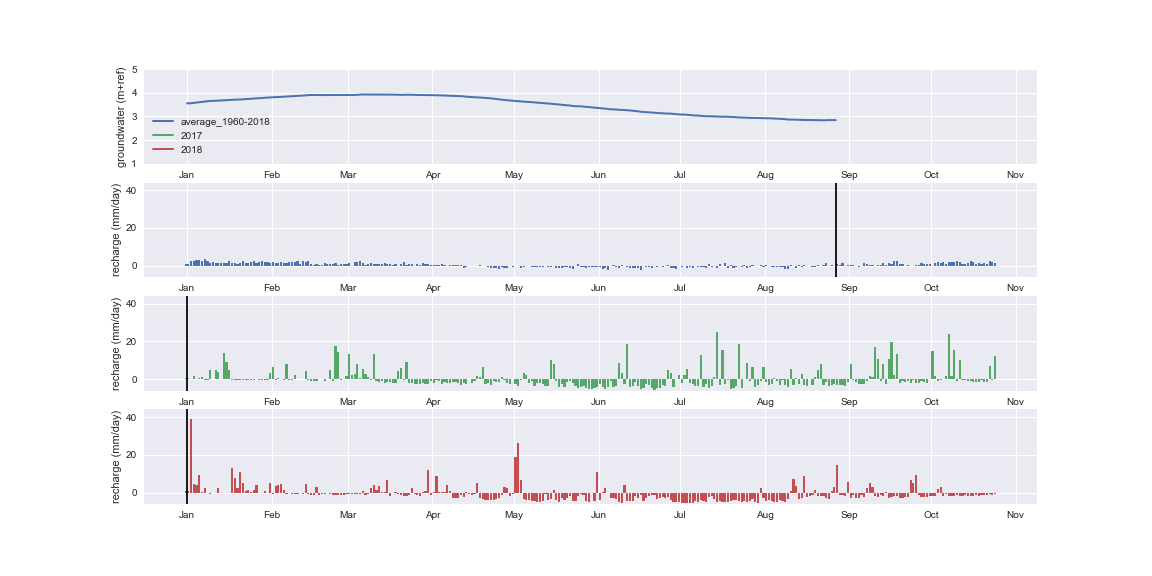 groundwater (m+ref)
5
4
3
2
1
average_1960-2018
2017
2018
Jan Feb Mar Apr May Jun Jul Aug Sep Oct Nov
recharge (mm/day)
40
20
0
Jan Feb Mar Apr May Jun Jul Aug Sep Oct Nov
recharge (mm/day)
40
20
0
Jan Feb Mar Apr May Jun Jul Aug Sep Oct Nov
recharge (mm/day)
40
20
0
Jan Feb Mar Apr May Jun Jul Aug Sep Oct Nov